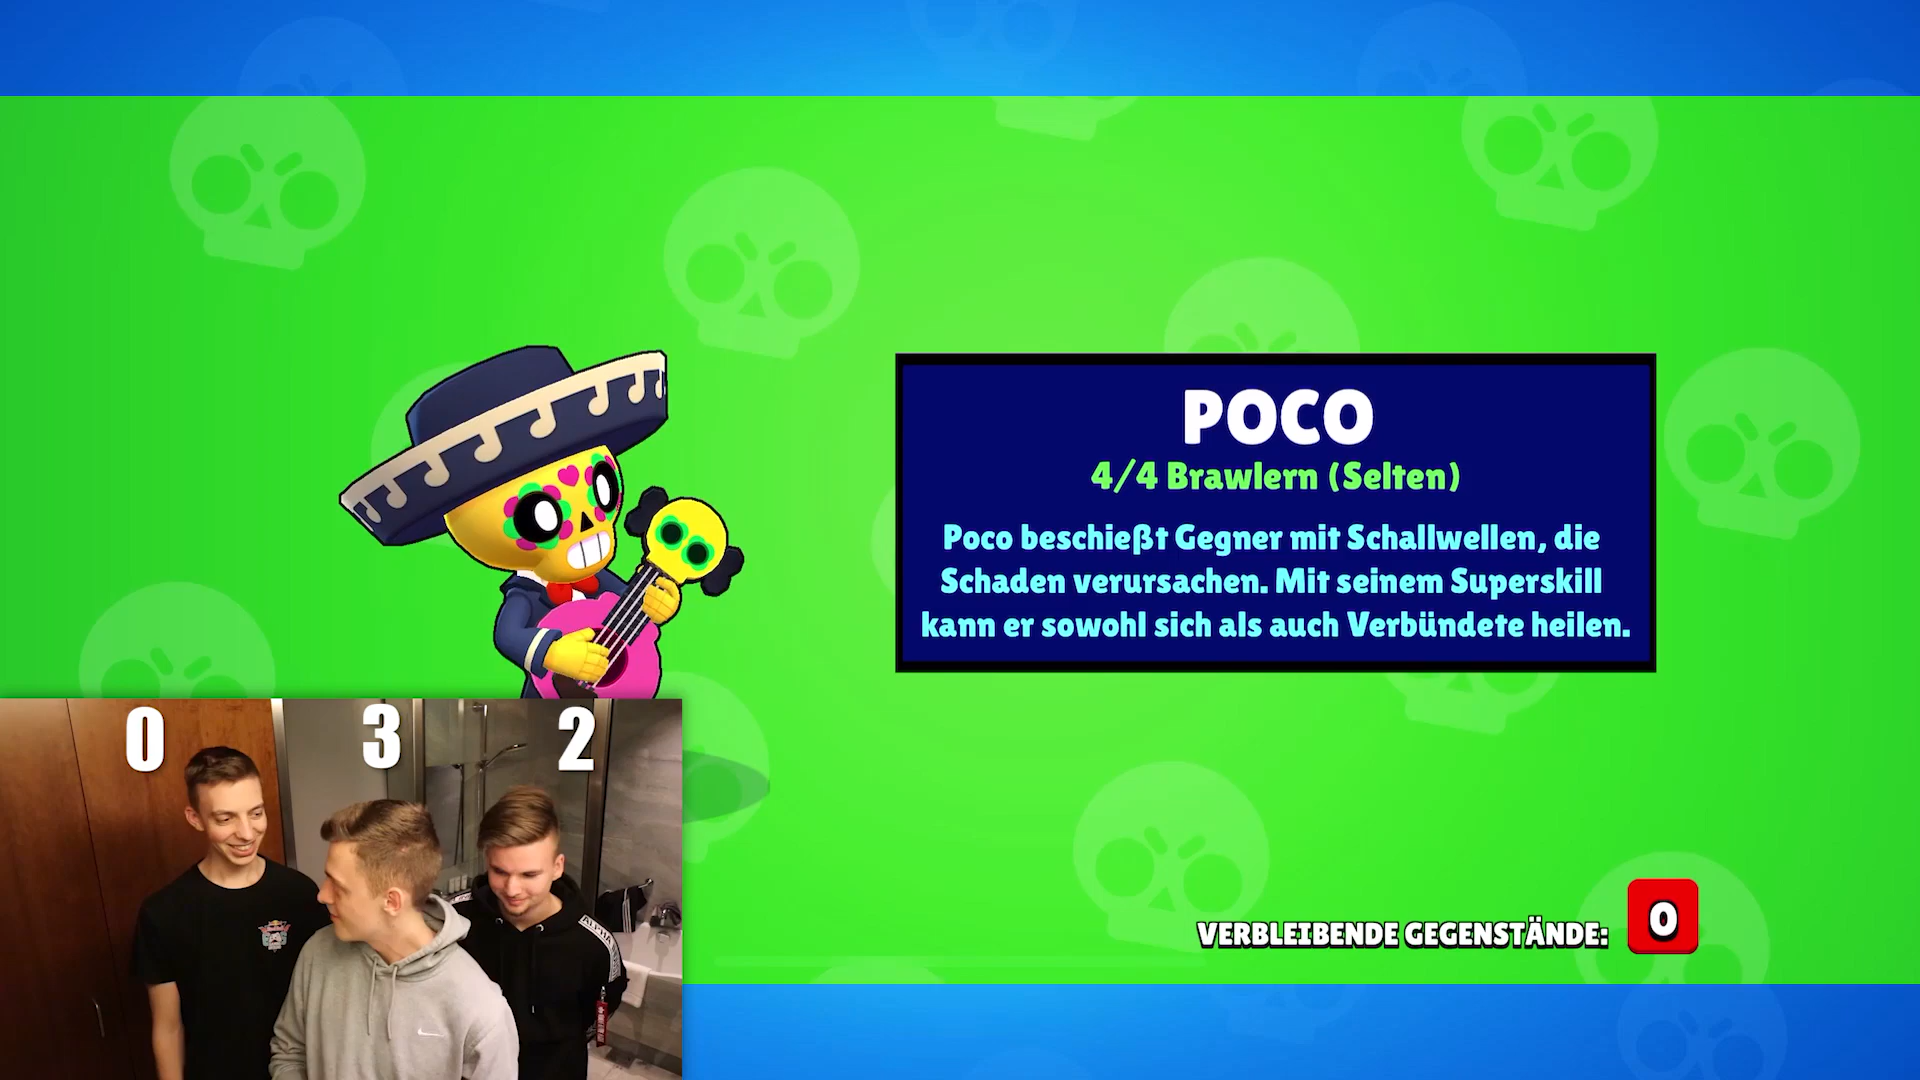 POCO
4/4 Brawlern (Selten)
Poco beschießt Gegner mit Schallwellen, die
Schaden verursachen. Mit seinem Superskill
kann er sowohl sich als auch Verbündete heilen.
0 3 2
ALPHA
VERBLEIBENDE GEGENSTÄNDE: 0